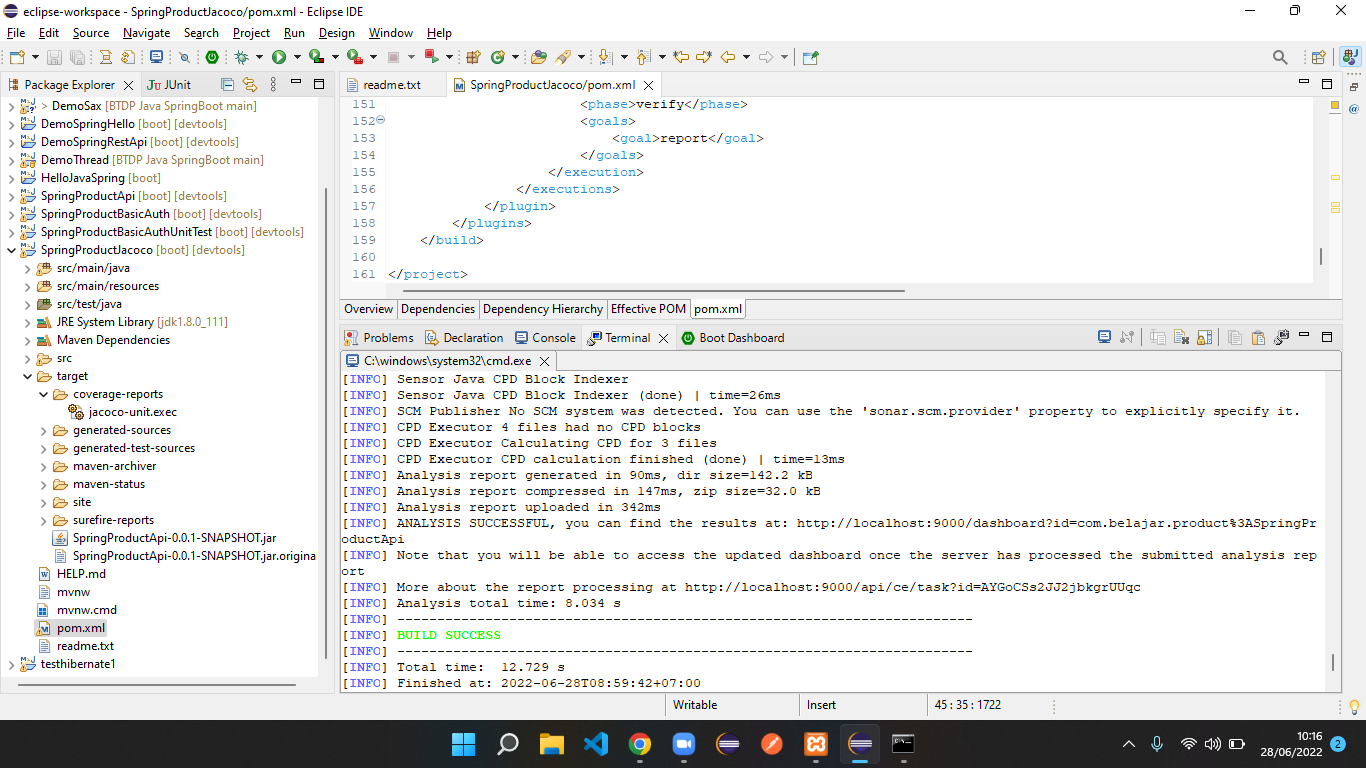 eclipse-workspace - SpringProductJacoco/pom.xml - Eclipse IDE
File Edit Source Navigate Search Project Run Design Window Help
Package Explorer JUnit
> DemoSax [BTDP Java SpringBoot main]
DemoSpringHello [boot] [devtools]
DemoSpringRestApi [boot] [devtools]
DemoThread [BTDP Java SpringBoot main]
HelloJavaSpring [boot]
SpringProductApi [boot] [devtools]
SpringProductBasicAuth [boot] [devtools]
SpringProductBasicAuthUnitTest [boot] [devtools]
SpringProductJacoco [boot] [devtools]
src/main/java
src/main/resources
src/test/java
JRE System Library [jdk1.8.0_111]
Maven Dependencies
src
target
coverage-reports
jacoco-unit.exec
generated-sources
generated-test-sources
maven-archiver
maven-status
site
surefire-reports
SpringProductApi-0.0.1-SNAPSHOT.jar
SpringProductApi-0.0.1-SNAPSHOT.jar.origina
HELP.md
mvnw
mvnw.cmd
pom.xml
readme.txt
testhibernate1
readme.txt SpringProductJacoco/pom.xml
151 <phase>verify</phase>
152 <goals>
153 <goal>report</goal>
154 </goals>
155 </execution>
156 </executions>
157 </plugin>
158 </plugins>
159 </build>
160
161 </project>
Overview Dependencies Dependency Hierarchy Effective POM pom.xml
Problems Declaration Console Terminal Boot Dashboard
C:\windows\system32\cmd.exe
[INFO] Sensor Java CPD Block Indexer
[INFO] Sensor Java CPD Block Indexer (done) | time=26ms
[INFO] SCM Publisher No SCM system was detected. You can use the 'sonar.scm.provider' property to explicitly specify it.
[INFO] CPD Executor 4 files had no CPD blocks
[INFO] CPD Executor Calculating CPD for 3 files
[INFO] CPD Executor CPD calculation finished (done) | time=13ms
[INFO] Analysis report generated in 90ms, dir size=142.2 kB
[INFO] Analysis report compressed in 147ms, zip size=32.0 kB
[INFO] Analysis report uploaded in 342ms
[INFO] ANALYSIS SUCCESSFUL, you can find the results at: http://localhost:9000/dashboard?id=com.belajar.product%3ASpringPr
oductApi
[INFO] Note that you will be able to access the updated dashboard once the server has processed the submitted analysis rep
ort
[INFO] More about the report processing at http://localhost:9000/api/ce/task?id=AYGoCSs2JJ2jbkgrUUqc
[INFO] Analysis total time: 8.034 s
[INFO] ------------------------------------------------------------------------
[INFO] BUILD SUCCESS
[INFO] ------------------------------------------------------------------------
[INFO] Total time:  12.729 s
[INFO] Finished at: 2022-06-28T08:59:42+07:00
Writable Insert 45 : 35 : 1722
10:16
28/06/2022 2